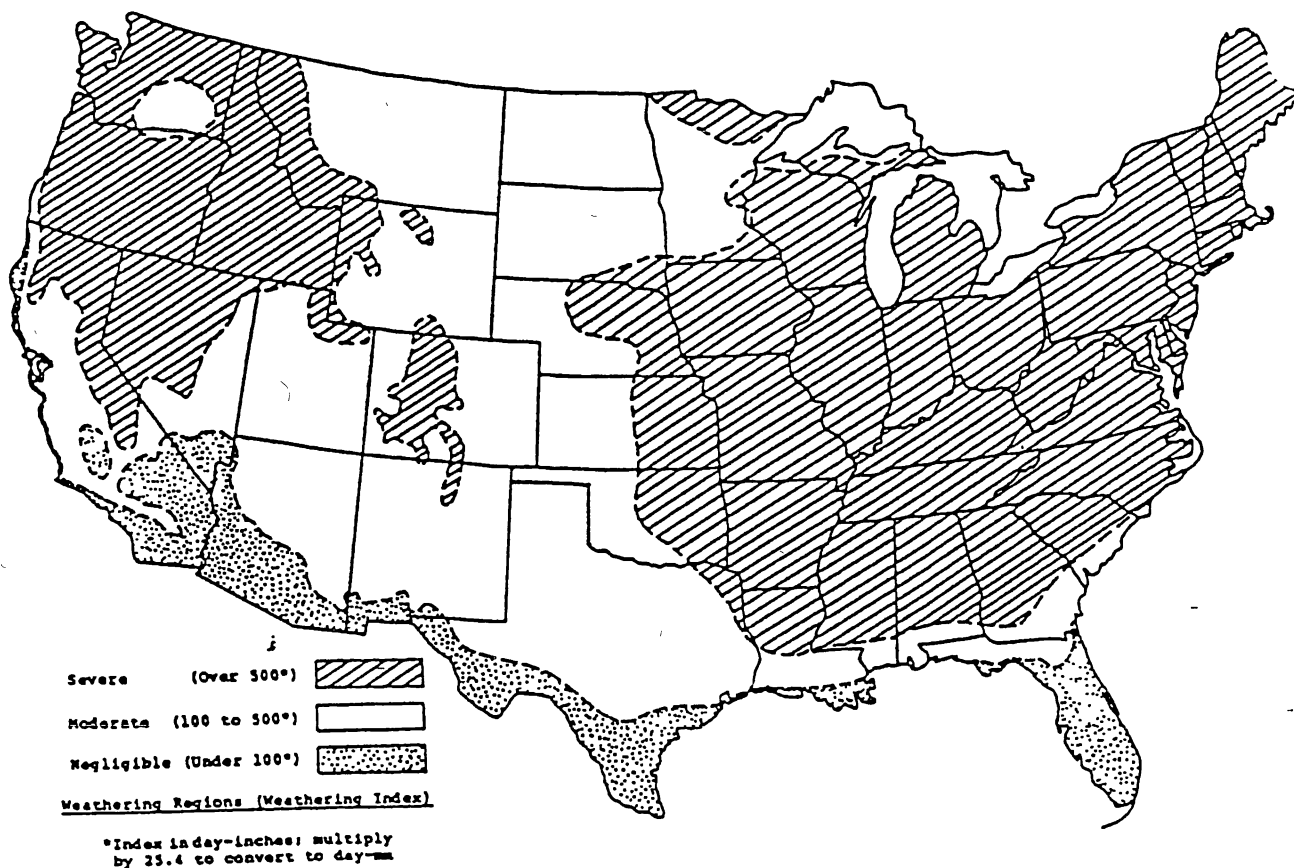 Severe (Over 500*)
Moderate (100 to 500*)
Negligible (Under 100*)
Weathering Regions (Weathering Index)
*Index in day-inches; multiply
by 25.4 to convert to day-mm